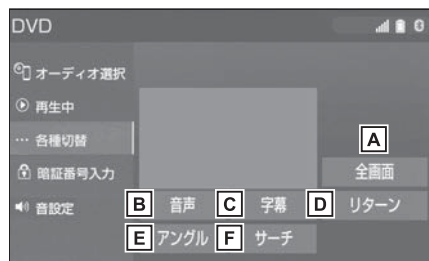 DVD
オーディオ選択
再生中
各種切替
暗証番号入力
音設定
A
全画面
B 音声 C 字幕 D リターン
E アングル F サーチ